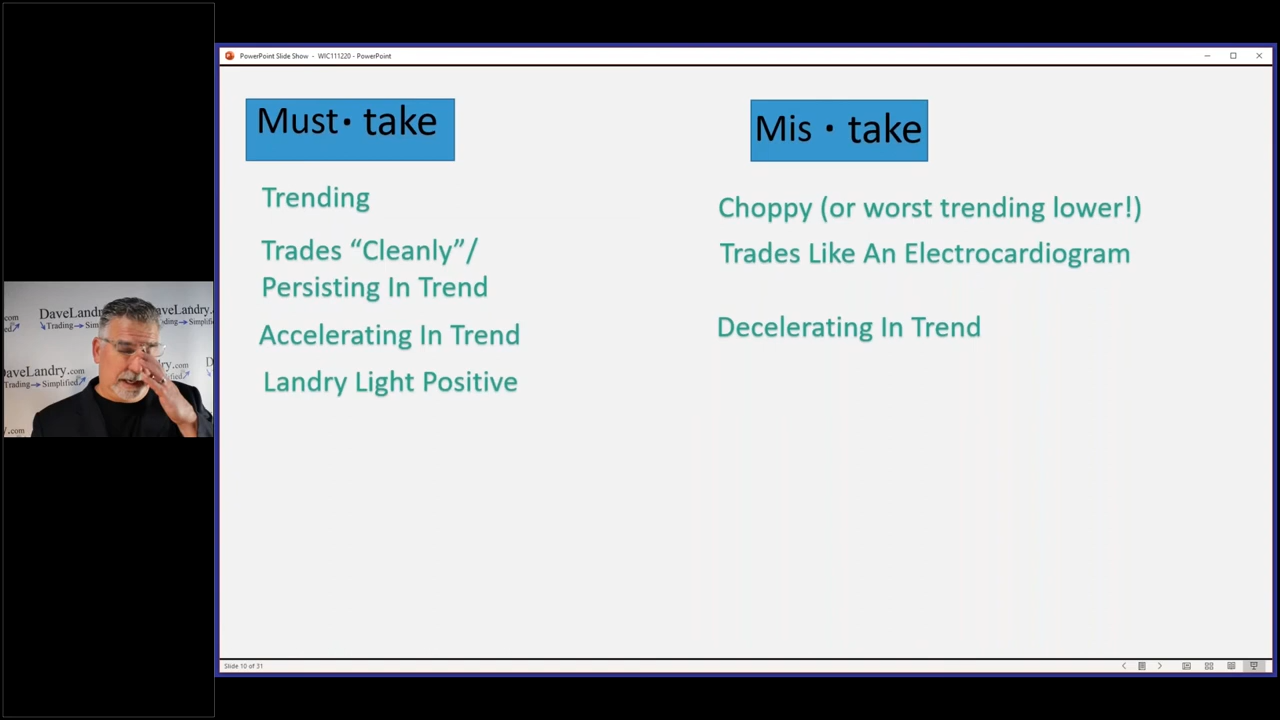 PowerPoint Slide Show - WIC111220 - PowerPoint
Must · take
Trending
Trades “Cleanly”/
Persisting In Trend
Accelerating In Trend
Landry Light Positive
Mis · take
Choppy (or worst trending lower!)
Trades Like An Electrocardiogram
Decelerating In Trend
DaveLandry.com
Slide 10 of 31